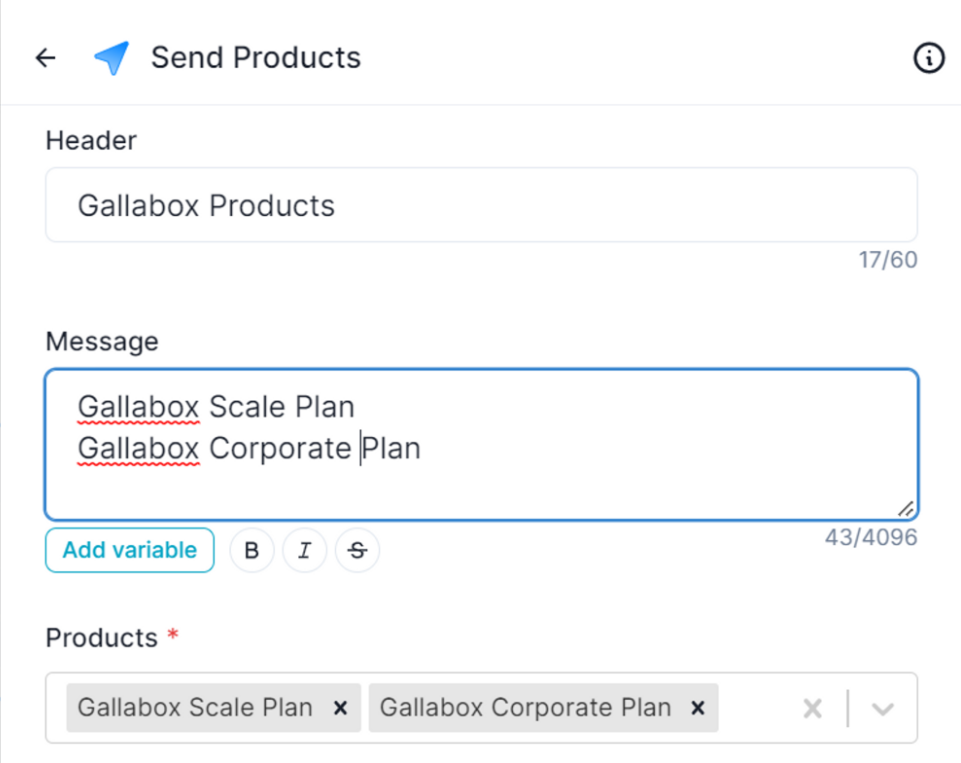 Send Products
Header
Gallabox Products
17/60
Message
Gallabox Scale Plan
Gallabox Corporate Plan
43/4096
Add variable B I S
Products *
Gallabox Scale Plan × Gallabox Corporate Plan ×